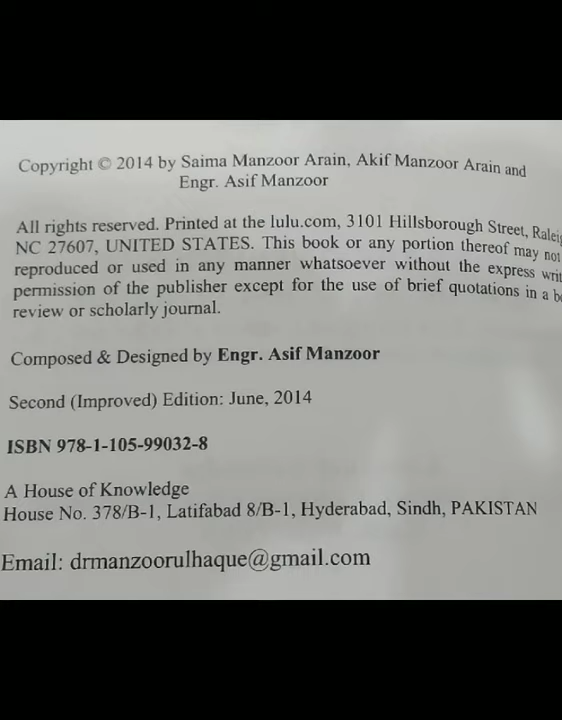 Copyright © 2014 by Saima Manzoor Arain, Akif Manzoor Arain and
Engr. Asif Manzoor
All rights reserved. Printed at the lulu.com, 3101 Hillsborough Street, Raleig
NC 27607, UNITED STATES. This book or any portion thereof may not
reproduced or used in any manner whatsoever without the express writ
permission of the publisher except for the use of brief quotations in a bo
review or scholarly journal.
Composed & Designed by Engr. Asif Manzoor
Second (Improved) Edition: June, 2014
ISBN 978-1-105-99032-8
A House of Knowledge
House No. 378/B-1, Latifabad 8/B-1, Hyderabad, Sindh, PAKISTAN
Email: drmanzoorulhaque@gmail.com